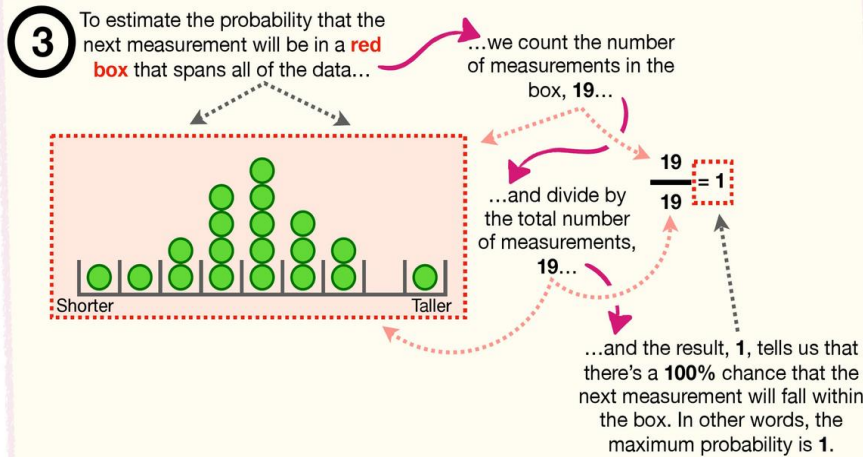 3
To estimate the probability that the
next measurement will be in a red
box that spans all of the data…
…we count the number
of measurements in the
box, 19…
19
19
= 1
…and divide by
the total number
of measurements,
19…
Shorter
Taller
…and the result, 1, tells us that
there's a 100% chance that the
next measurement will fall within
the box. In other words, the
maximum probability is 1.